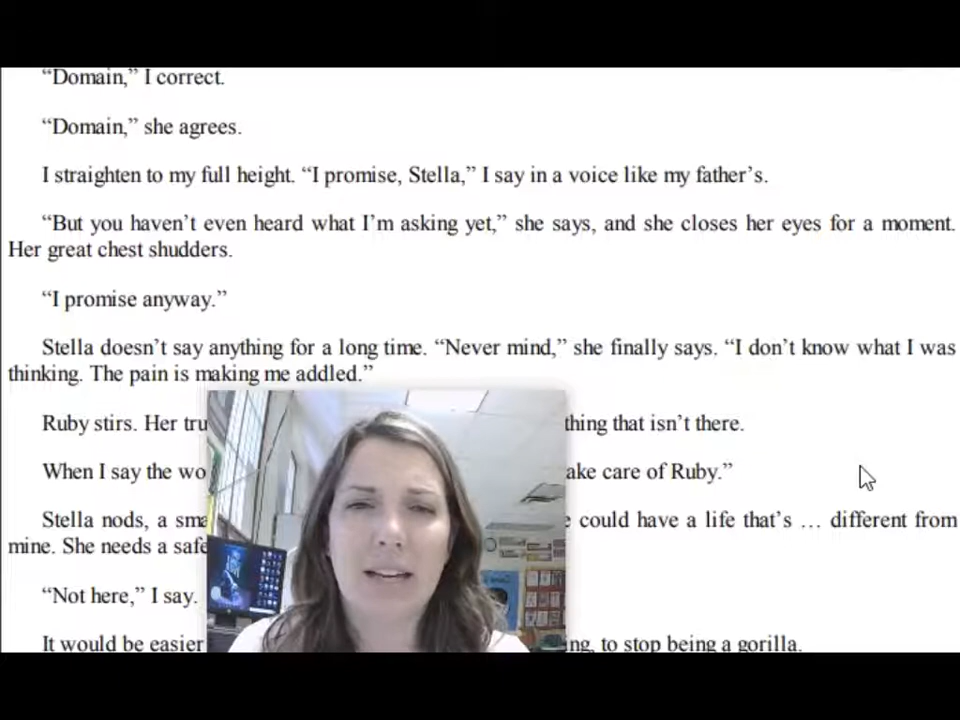 “Domain,” I correct.
“Domain,” she agrees.
I straighten to my full height. “I promise, Stella,” I say in a voice like my father’s.
“But you haven’t even heard what I’m asking yet,” she says, and she closes her eyes for a moment.
Her great chest shudders.
“I promise anyway.”
Stella doesn’t say anything for a long time. “Never mind,” she finally says. “I don’t know what I was
thinking. The pain is making me addled.”
Ruby stirs. Her tru thing that isn’t there.
When I say the wo ake care of Ruby.”
Stella nods, a sma e could have a life that’s … different from
mine. She needs a safe
“Not here,” I say.
It would be easier ing, to stop being a gorilla.